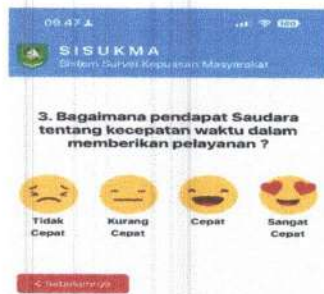 09.47
SISUKMA
Sistem Survei Kepuasan Masyarakat
3. Bagaimana pendapat Saudara
tentang kecepatan waktu dalam
memberikan pelayanan ?
Tidak Cepat
Kurang Cepat
Cepat
Sangat Cepat
< Sebelumnya